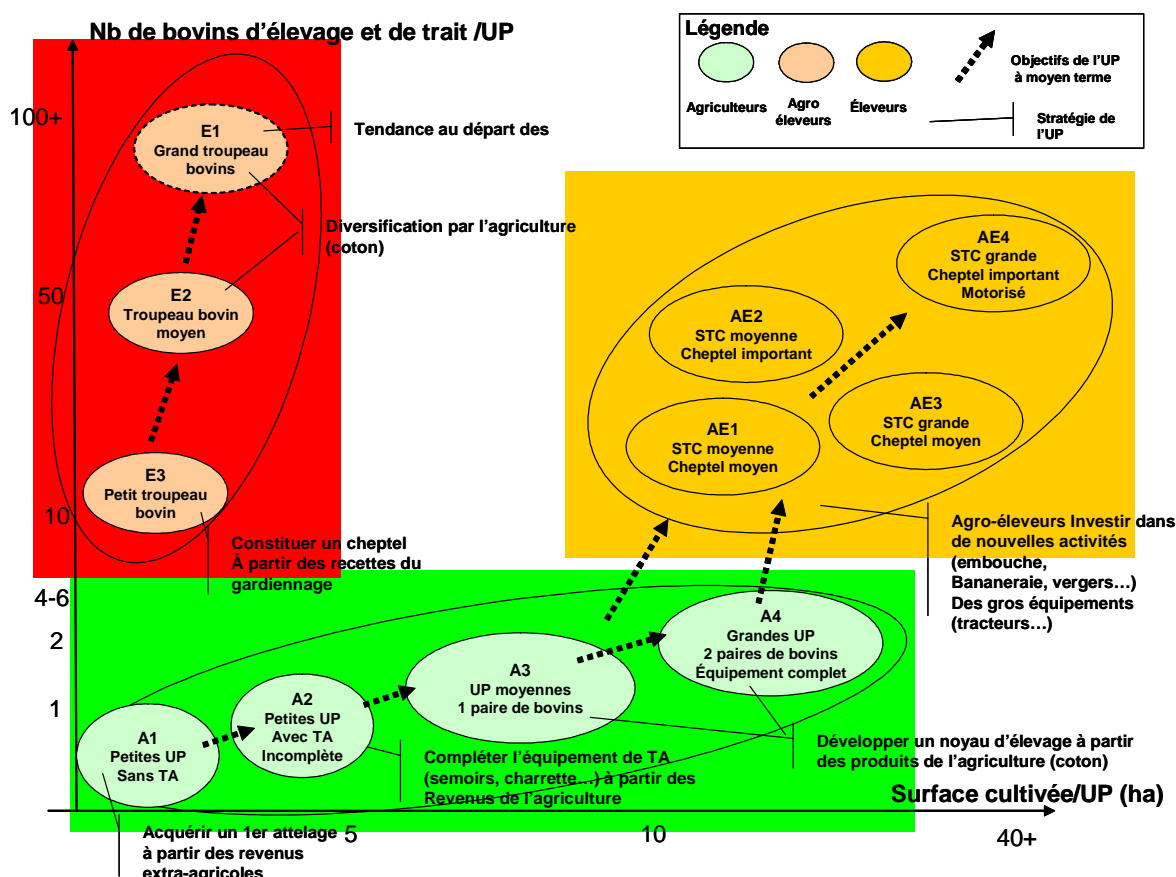 Nb de bovins d’élevage et de trait /UP
Légende
Agriculteurs
Agro
éleveurs
Éleveurs
Objectifs de l’UP
à moyen terme
Stratégie de
l’UP
100+
50
10
4-6
2
1
E1
Grand troupeau
bovins
Tendance au départ des
Diversification par l’agriculture
(coton)
E2
Troupeau bovin
moyen
E3
Petit troupeau
bovin
Constituer un cheptel
À partir des recettes du
gardiennage
AE4
STC grande
Cheptel important
Motorisé
AE2
STC moyenne
Cheptel important
AE3
STC grande
Cheptel moyen
AE1
STC moyenne
Cheptel moyen
Agro-éleveurs Investir dans
de nouvelles activités
(embouche,
Bananeraie, vergers…)
Des gros équipements
(tracteurs…)
A4
Grandes UP
2 paires de bovins
Équipement complet
A3
UP moyennes
1 paire de bovins
A2
Petites UP
Avec TA
Incomplète
A1
Petites UP
Sans TA
Développer un noyau d’élevage à partir
des produits de l’agriculture (coton)
Compléter l’équipement de TA
(semoirs, charrette…) à partir des
Revenus de l’agriculture
Surface cultivée/UP (ha)
5
10
40+
Acquérir un 1er attelage
à partir des revenus
extra-agricoles